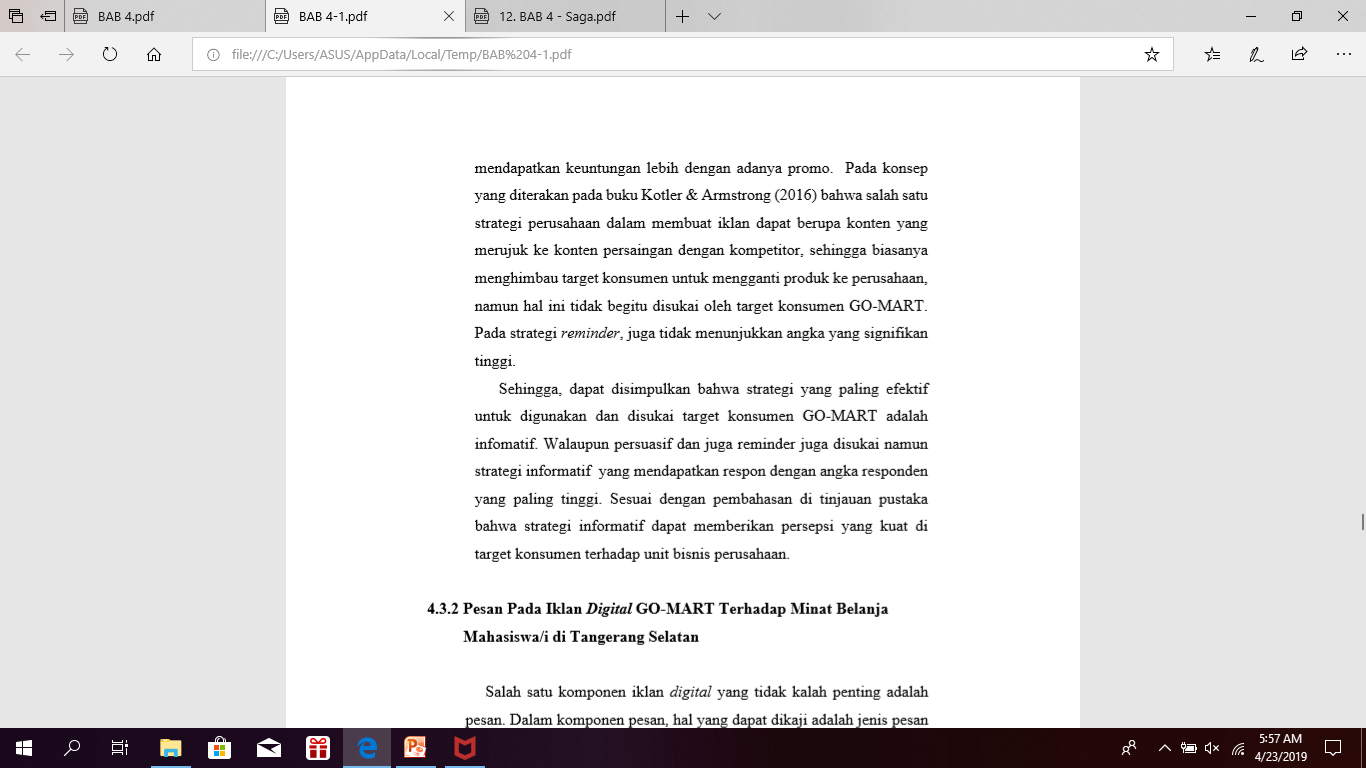 BAB 4.pdf
BAB 4-1.pdf
12. BAB 4 - Saga.pdf
file:///C:/Users/ASUS/AppData/Local/Temp/BAB%204-1.pdf
mendapatkan keuntungan lebih dengan adanya promo. Pada konsep
yang diterakan pada buku Kotler & Armstrong (2016) bahwa salah satu
strategi perusahaan dalam membuat iklan dapat berupa konten yang
merujuk ke konten persaingan dengan kompetitor, sehingga biasanya
menghimbau target konsumen untuk mengganti produk ke perusahaan,
namun hal ini tidak begitu disukai oleh target konsumen GO-MART.
Pada strategi reminder, juga tidak menunjukkan angka yang signifikan
tinggi.
Sehingga, dapat disimpulkan bahwa strategi yang paling efektif
untuk digunakan dan disukai target konsumen GO-MART adalah
infomatif. Walaupun persuasif dan juga reminder juga disukai namun
strategi informatif yang mendapatkan respon dengan angka responden
yang paling tinggi. Sesuai dengan pembahasan di tinjauan pustaka
bahwa strategi informatif dapat memberikan persepsi yang kuat di
target konsumen terhadap unit bisnis perusahaan.
4.3.2 Pesan Pada Iklan Digital GO-MART Terhadap Minat Belanja
Mahasiswa/i di Tangerang Selatan
Salah satu komponen iklan digital yang tidak kalah penting adalah
pesan. Dalam komponen pesan, hal yang dapat dikaji adalah jenis pesan
5:57 AM
4/23/2019